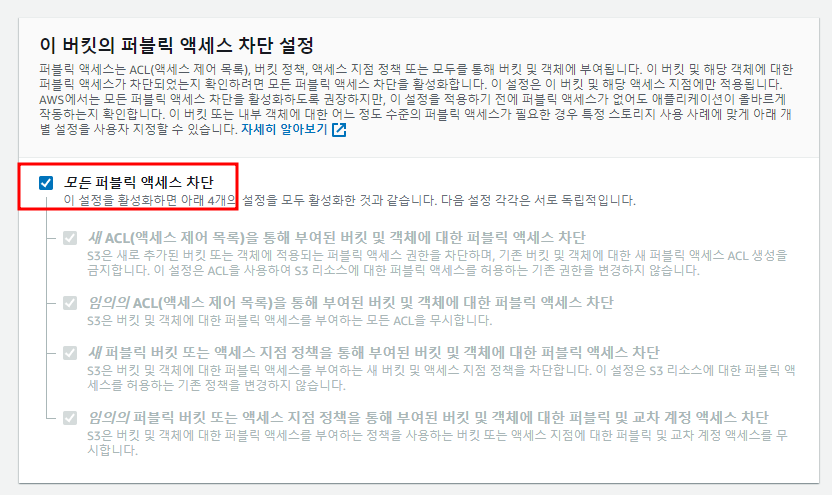 이 버킷의 퍼블릭 액세스 차단 설정
퍼블릭 액세스는 ACL(액세스 제어 목록), 버킷 정책, 액세스 지점 정책 또는 모두를 통해 버킷 및 객체에 부여됩니다. 이 버킷 및 해당 객체에 대한
퍼블릭 액세스가 차단되었는지 확인하려면 모든 퍼블릭 액세스 차단을 활성화합니다. 이 설정은 이 버킷 및 해당 액세스 지점에만 적용됩니다.
AWS에서는 모든 퍼블릭 액세스 차단을 활성화하도록 권장하지만, 이 설정을 적용하기 전에 퍼블릭 액세스가 없어도 애플리케이션이 올바르게
작동하는지 확인합니다. 이 버킷 또는 내부 객체에 대한 어느 정도 수준의 퍼블릭 액세스가 필요한 경우 특정 스토리지 사용 사례에 맞게 아래 개
별 설정을 사용자 지정할 수 있습니다. 자세히 알아보기
모든 퍼블릭 액세스 차단
이 설정을 활성화하면 아래 4개의 설정을 모두 활성화한 것과 같습니다. 다음 설정 각각은 서로 독립적입니다.
새 ACL(액세스 제어 목록)을 통해 부여된 버킷 및 객체에 대한 퍼블릭 액세스 차단
S3은 새로 추가된 버킷 또는 객체에 적용되는 퍼블릭 액세스 권한을 차단하며, 기존 버킷 및 객체에 대한 새 퍼블릭 액세스 ACL 생성을
금지합니다. 이 설정은 ACL을 사용하여 S3 리소스에 대한 퍼블릭 액세스를 허용하는 기존 권한을 변경하지 않습니다.
임의의 ACL(액세스 제어 목록)을 통해 부여된 버킷 및 객체에 대한 퍼블릭 액세스 차단
S3은 버킷 및 객체에 대한 퍼블릭 액세스를 부여하는 모든 ACL을 무시합니다.
새 퍼블릭 버킷 또는 액세스 지점 정책을 통해 부여된 버킷 및 객체에 대한 퍼블릭 액세스 차단
S3은 버킷 및 객체에 대한 퍼블릭 액세스를 부여하는 새 버킷 및 액세스 지점 정책을 차단합니다. 이 설정은 S3 리소스에 대한 퍼블릭 액
세스를 허용하는 기존 정책을 변경하지 않습니다.
임의의 퍼블릭 버킷 또는 액세스 지점 정책을 통해 부여된 버킷 및 객체에 대한 퍼블릭 및 교차 계정 액세스 차단
S3은 버킷 및 객체에 대한 퍼블릭 액세스를 부여하는 정책을 사용하는 버킷 또는 액세스 지점에 대한 퍼블릭 및 교차 계정 액세스를 무
시합니다.